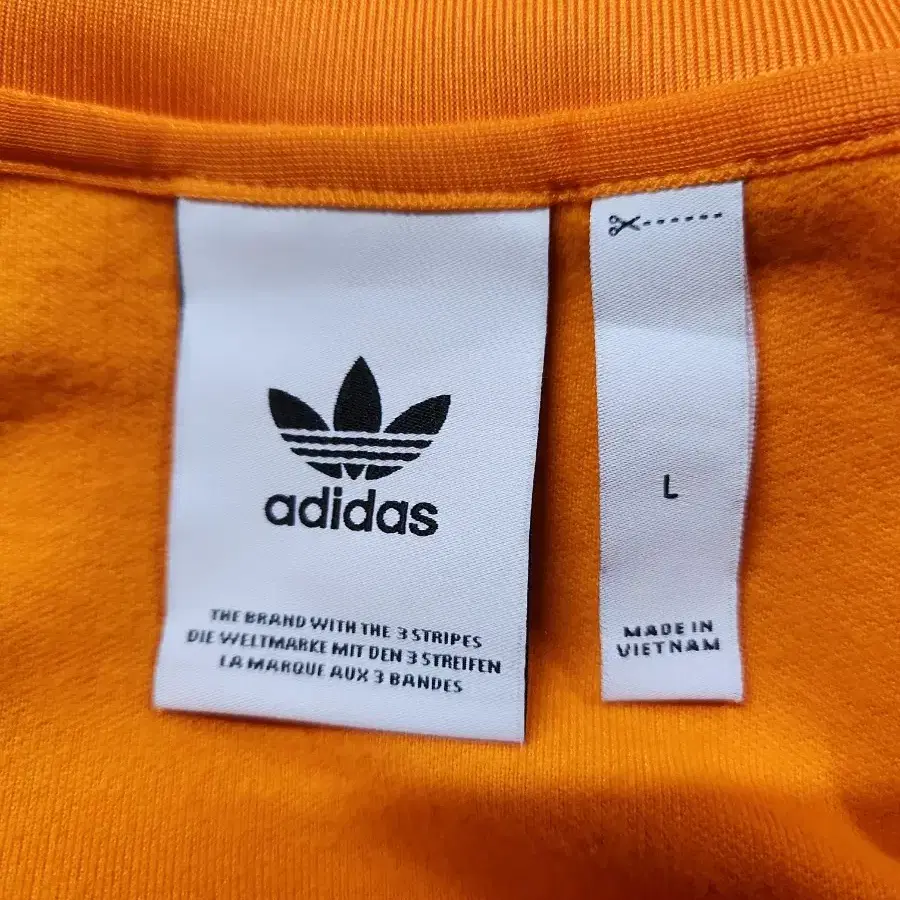 adidas
THE BRAND WITH THE 3 STRIPES
DIE WELTMARKE MIT DEN 3 STREIFEN
LA MARQUE AUX 3 BANDES
L
MADE IN
VIETNAM